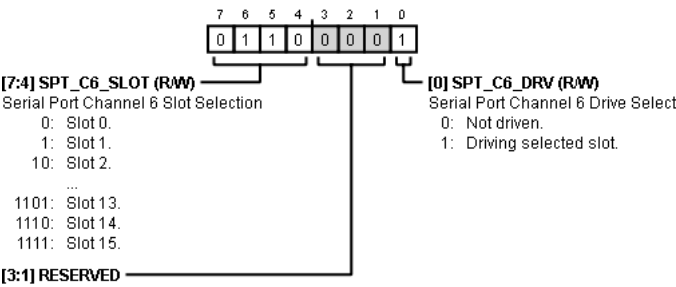 7 6 5 4 3 2 1 0
0 1 1 0 0 0 0 1
[7:4] SPT_C6_SLOT (R/W)
Serial Port Channel 6 Slot Selection
0: Slot 0.
1: Slot 1.
10: Slot 2.
...
1101: Slot 13.
1110: Slot 14.
1111: Slot 15.
[3:1] RESERVED
[0] SPT_C6_DRV (R/W)
Serial Port Channel 6 Drive Select
0: Not driven.
1: Driving selected slot.